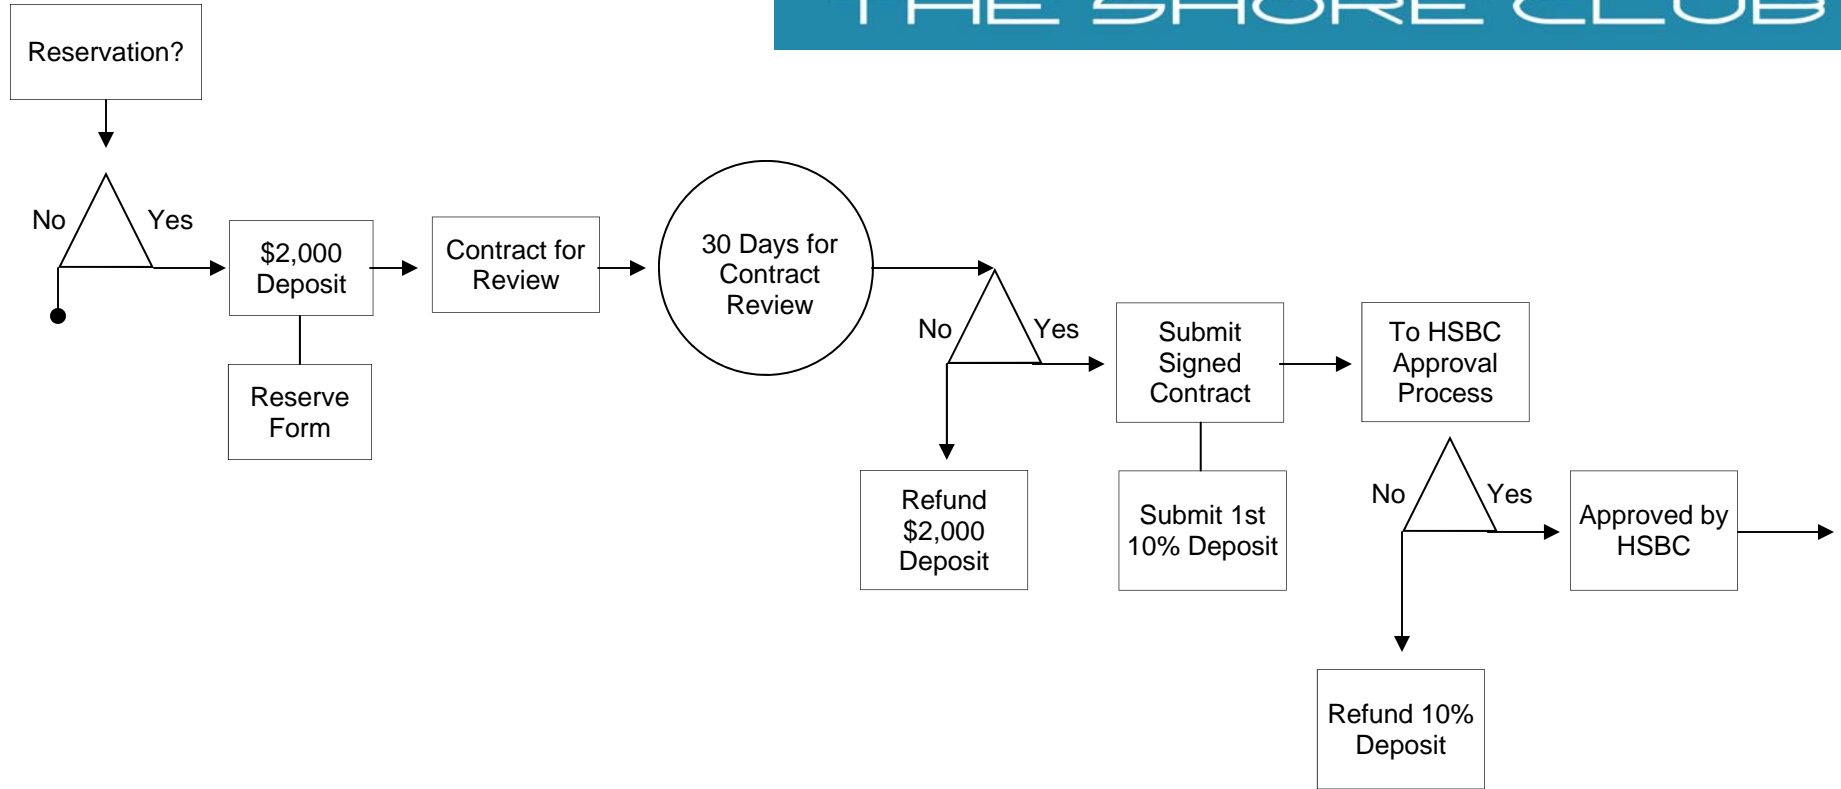 THE SHORE CLUB
Reservation?
No
Yes
$2,000
Deposit
Reserve
Form
Contract for
Review
30 Days for
Contract
Review
No
Yes
Refund
$2,000
Deposit
Submit
Signed
Contract
Submit 1st
10% Deposit
To HSBC
Approval
Process
No
Yes
Refund 10%
Deposit
Approved by
HSBC